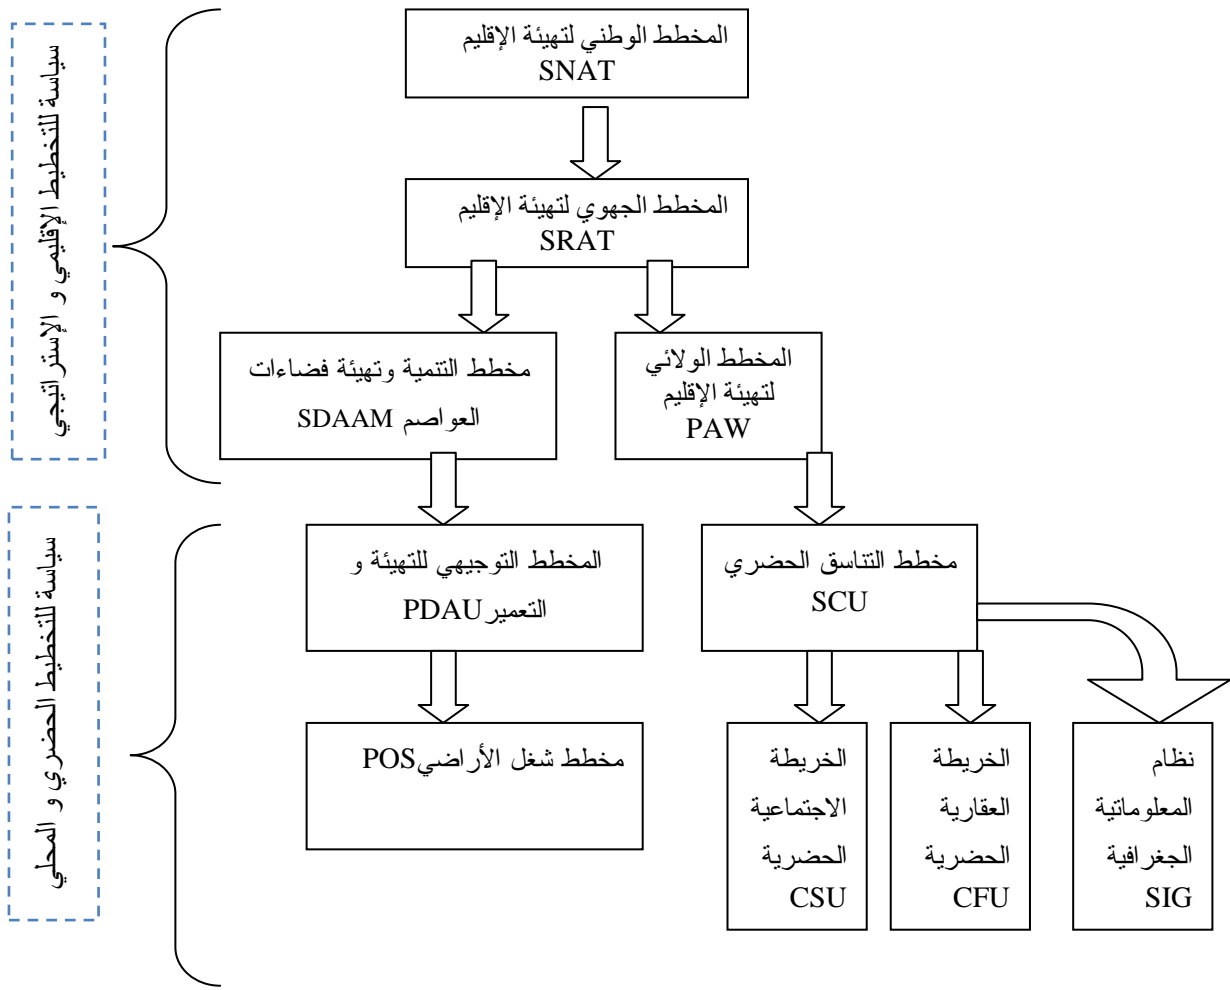 المخطط الوطني لتهيئة الإقليم
SNAT
المخطط الجهوي لتهيئة الإقليم
SRAT
سياسة للتخطيط الإقليمي و الإستراتيجي
المخطط الولائي
لتهيئة الإقليم
PAW
مخطط التنمية وتهيئة فضاءات
العواصم SDAAM
مخطط التناسق الحضري
SCU
المخطط التوجيهي للتهيئة و
التعمير PDAU
سياسة للتخطيط الحضري و المحلي
نظام
المعلوماتية
الجغرافية
SIG
الخريطة
العقارية
الحضرية
CFU
الخريطة
الاجتماعية
الحضرية
CSU
مخطط شغل الأراضي POS